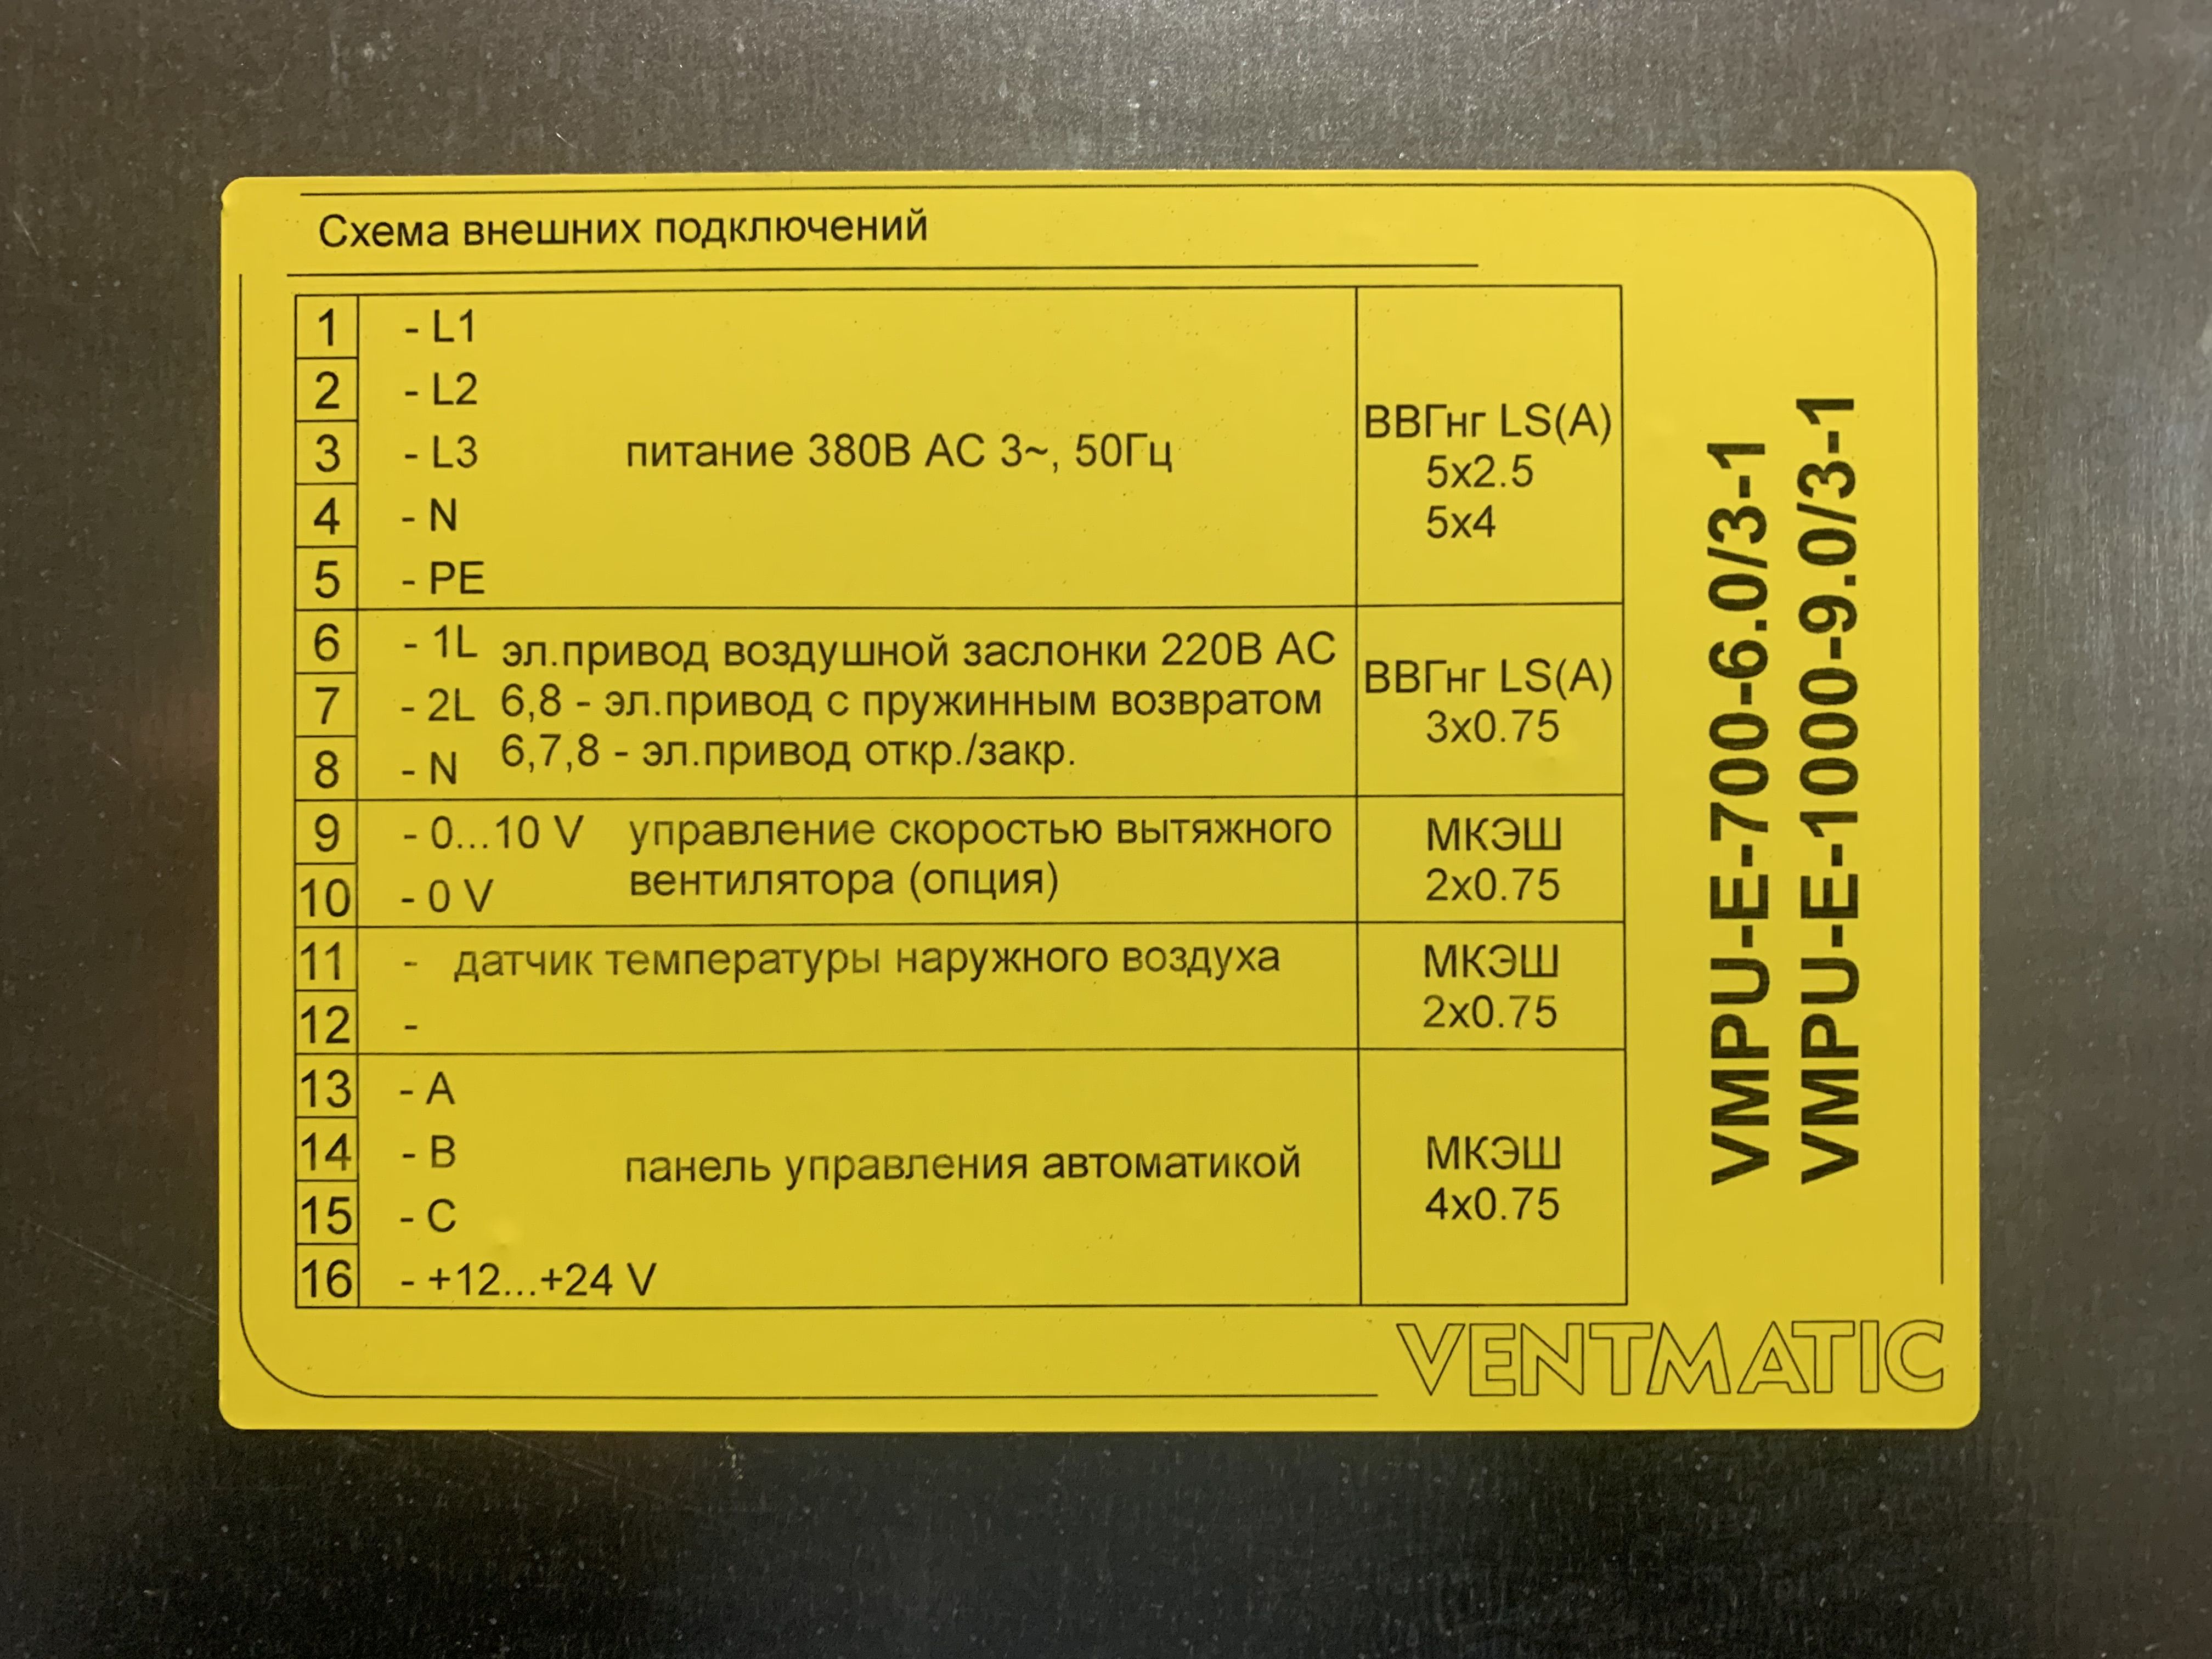 Схема внешних подключений
1 - L1
2 - L2
3 - L3
4 - N
5 - PE
питание 380В AC 3~, 50Гц
ВВГнг LS(A)
5x2.5
5x4
6 - 1L
7 - 2L
8 - N
эл.привод воздушной заслонки 220В AC
6,8 - эл.привод с пружинным возвратом
6,7,8 - эл.привод откр./закр.
ВВГнг LS(A)
3x0.75
9 - 0...10 V
10 - 0 V
управление скоростью вытяжного
вентилятора (опция)
МКЭШ
2x0.75
11 - датчик температуры наружного воздуха
12 -
МКЭШ
2x0.75
13 - A
14 - B
15 - C
16 - +12...+24 V
панель управления автоматикой
МКЭШ
4x0.75
VMPU-E-700-6.0/3-1
VMPU-E-1000-9.0/3-1
VENTMATIC